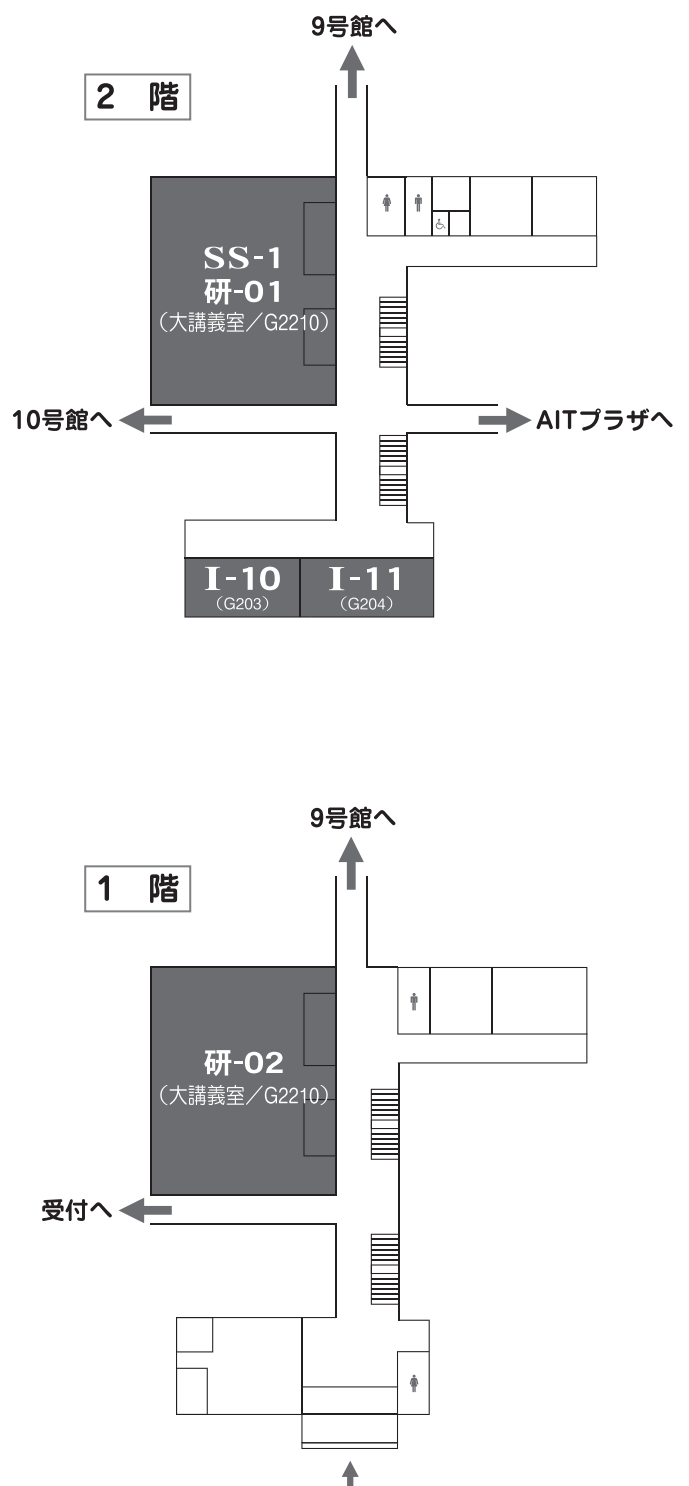 9号館へ
2 階
SS-1
研-01
（大講義室／G2210）
10号館へ
AITプラザへ
I-10
（G203）
I-11
（G204）
9号館へ
1 階
研-02
（大講義室／G2210）
受付へ